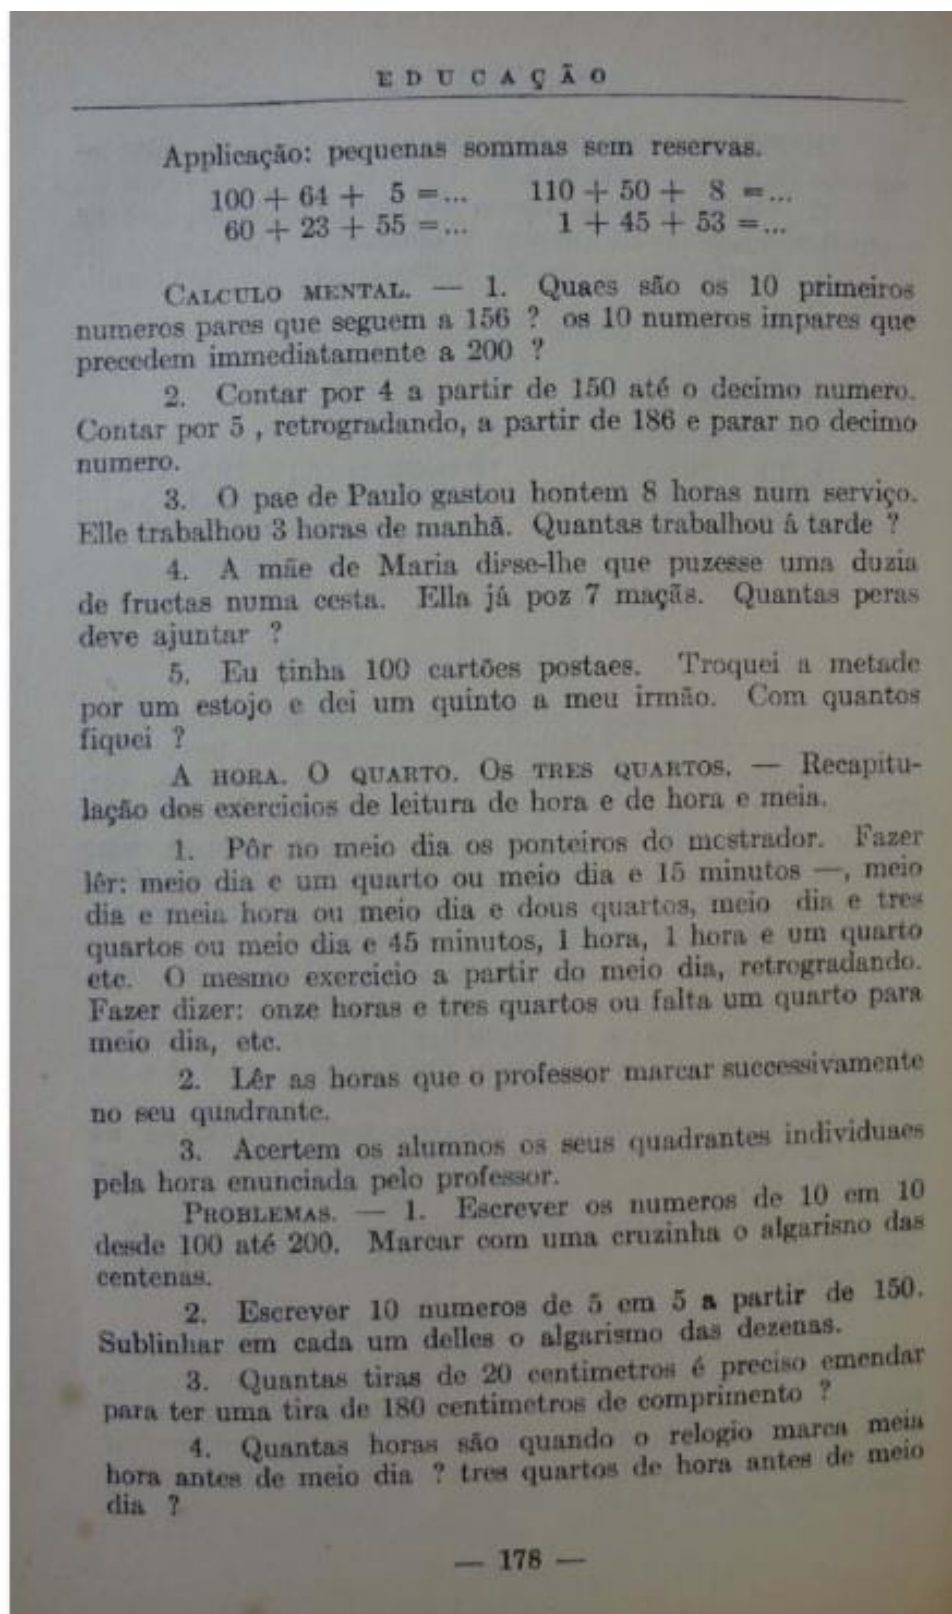 EDUCAÇÃO
Applicação: pequenas sommas sem reservas.
100 + 64 + 5 = ... 110 + 50 + 8 = ...
60 + 23 + 55 = ... 1 + 45 + 53 = ...
CALCULO MENTAL. — 1. Quaes são os 10 primeiros
numeros pares que seguem a 156 ? os 10 numeros impares que
precedem immediatamente a 200 ?
2. Contar por 4 a partir de 150 até o decimo numero.
Contar por 5 , retrogradando, a partir de 186 e parar no decimo
numero.
3. O pae de Paulo gastou hontem 8 horas num serviço.
Elle trabalhou 3 horas de manhã. Quantas trabalhou á tarde ?
4. A mãe de Maria disse-lhe que puzesse uma duzia
de fructas numa cesta. Ella já poz 7 maçãs. Quantas peras
deve ajuntar ?
5. Eu tinha 100 cartões postaes. Troquei a metade
por um estojo e dei um quinto a meu irmão. Com quantos
fiquei ?
A HORA. O QUARTO. OS TRES QUARTOS. — Recapitu-
lação dos exercicios de leitura de hora e de hora e meia.
1. Pôr no meio dia os ponteiros do mostrador. Fazer
lêr: meio dia e um quarto ou meio dia e 15 minutos —, meio
dia e meia hora ou meio dia e dous quartos, meio dia e tres
quartos ou meio dia e 45 minutos, 1 hora, 1 hora e um quarto
etc. O mesmo exercicio a partir do meio dia, retrogradando.
Fazer dizer: onze horas e tres quartos ou falta um quarto para
meio dia, etc.
2. Lêr as horas que o professor marcar successivamente
no seu quadrante.
3. Acertem os alumnos os seus quadrantes individuaes
pela hora enunciada pelo professor.
PROBLEMAS. — 1. Escrever os numeros de 10 em 10
desde 100 até 200. Marcar com uma cruzinha o algarisno das
centenas.
2. Escrever 10 numeros de 5 em 5 a partir de 150.
Sublinhar em cada um delles o algarismo das dezenas.
3. Quantas tiras de 20 centimetros é preciso emendar
para ter uma tira de 180 centimetros de comprimento ?
4. Quantas horas são quando o relogio marca meia
hora antes de meio dia ? tres quartos de hora antes de meio
dia ?
— 178 —